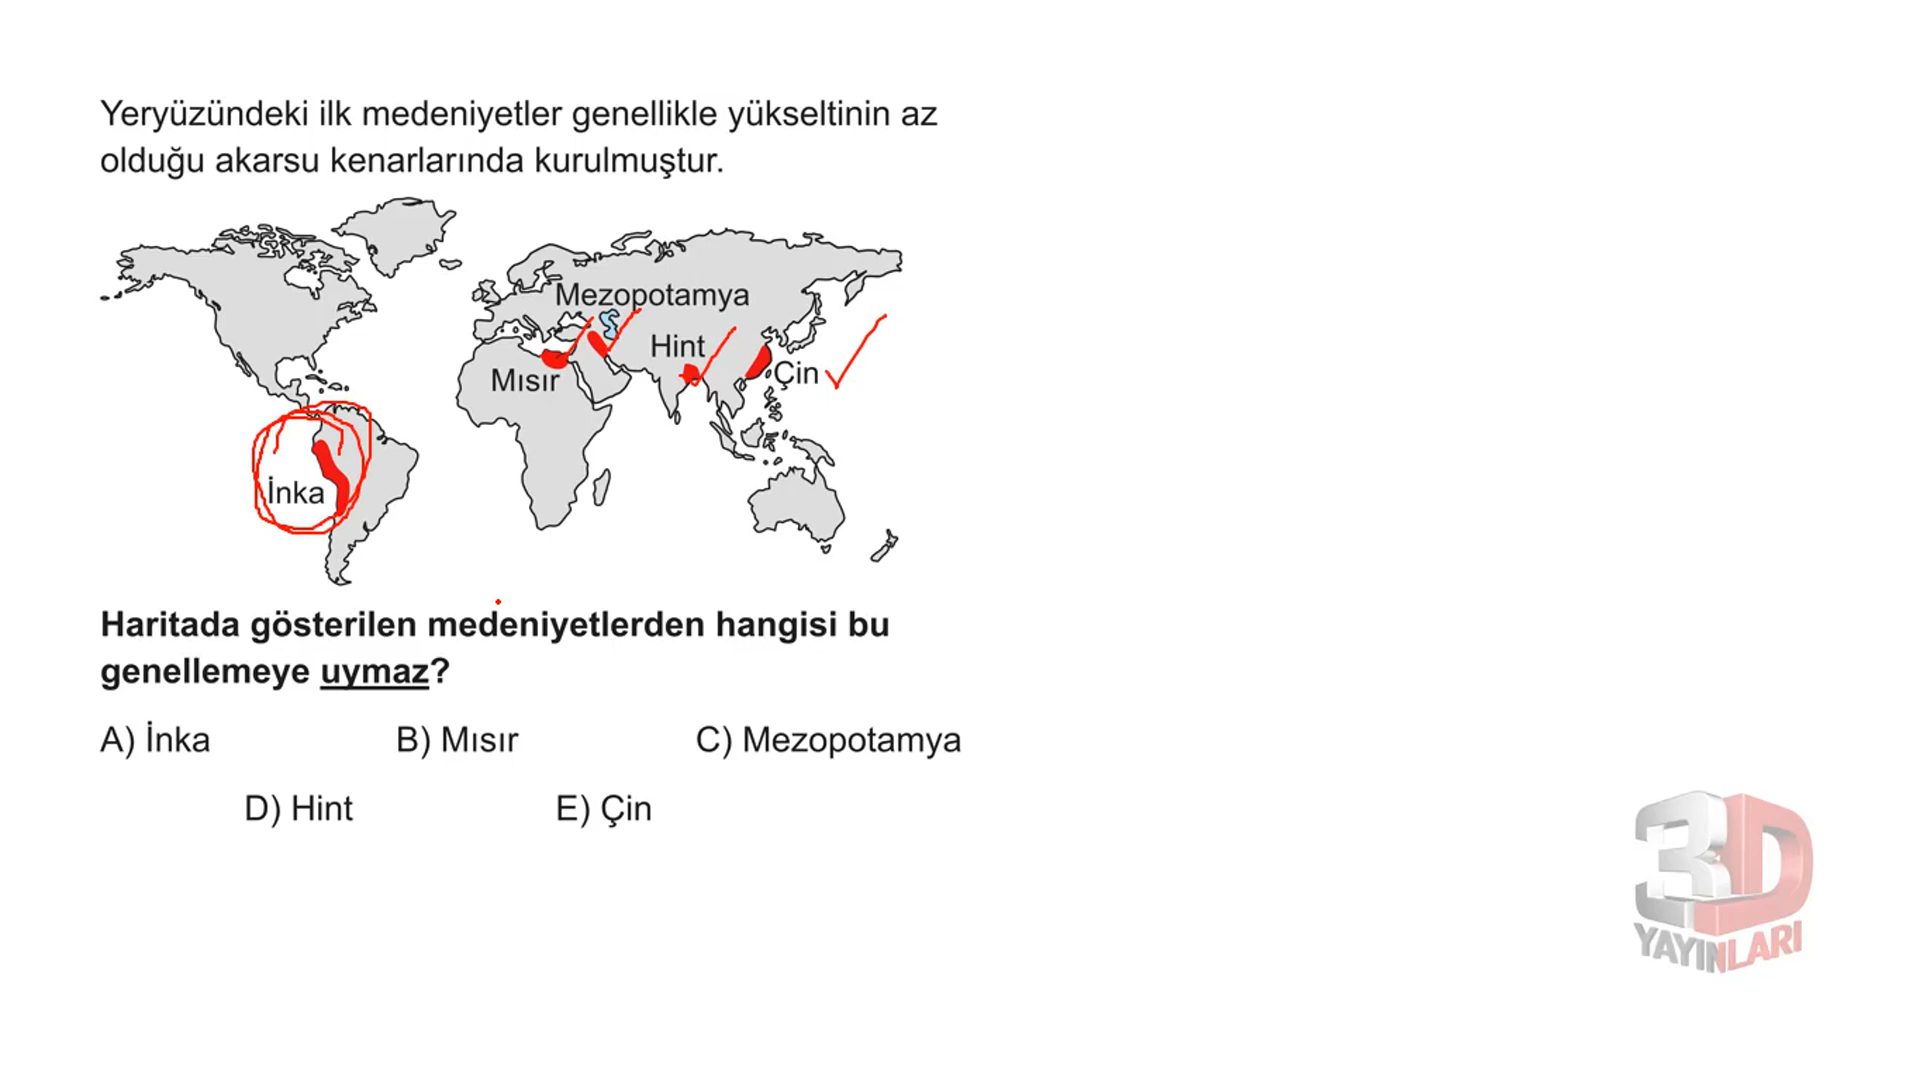 Yeryüzündeki ilk medeniyetler genellikle yükseltinin az
olduğu akarsu kenarlarında kurulmuştur.
Mezopotamya
Hint
Mısır
Çin
İnka
Haritada gösterilen medeniyetlerden hangisi bu
genellemeye uymaz?
A) İnka B) Mısır C) Mezopotamya
D) Hint E) Çin
3D
YAYINLARI